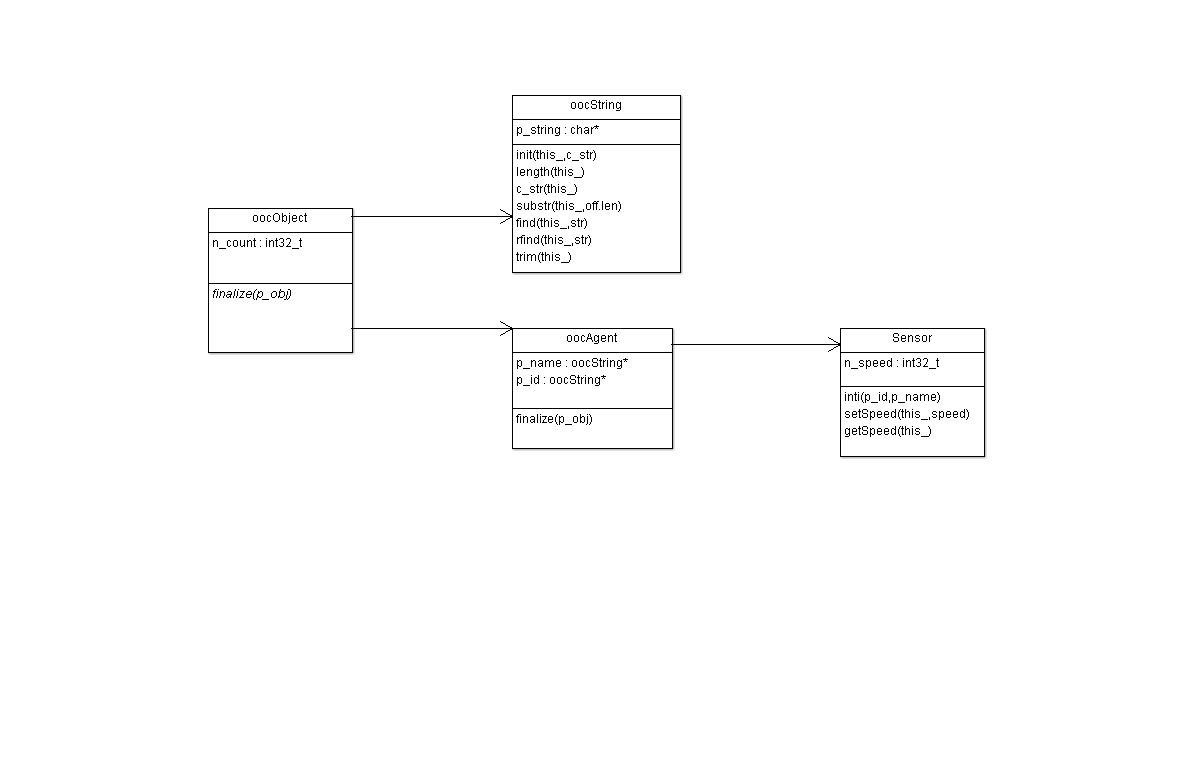 oocString
p_string : char*
init(this_,c_str)
length(this_)
c_str(this_)
substr(this_,off.len)
find(this_,str)
rfind(this_,str)
trim(this_)
oocObject
n_count : int32_t
finalize(p_obj)
oocAgent
p_name : oocString*
p_id : oocString*
finalize(p_obj)
Sensor
n_speed : int32_t
inti(p_id,p_name)
setSpeed(this_,speed)
getSpeed(this_)